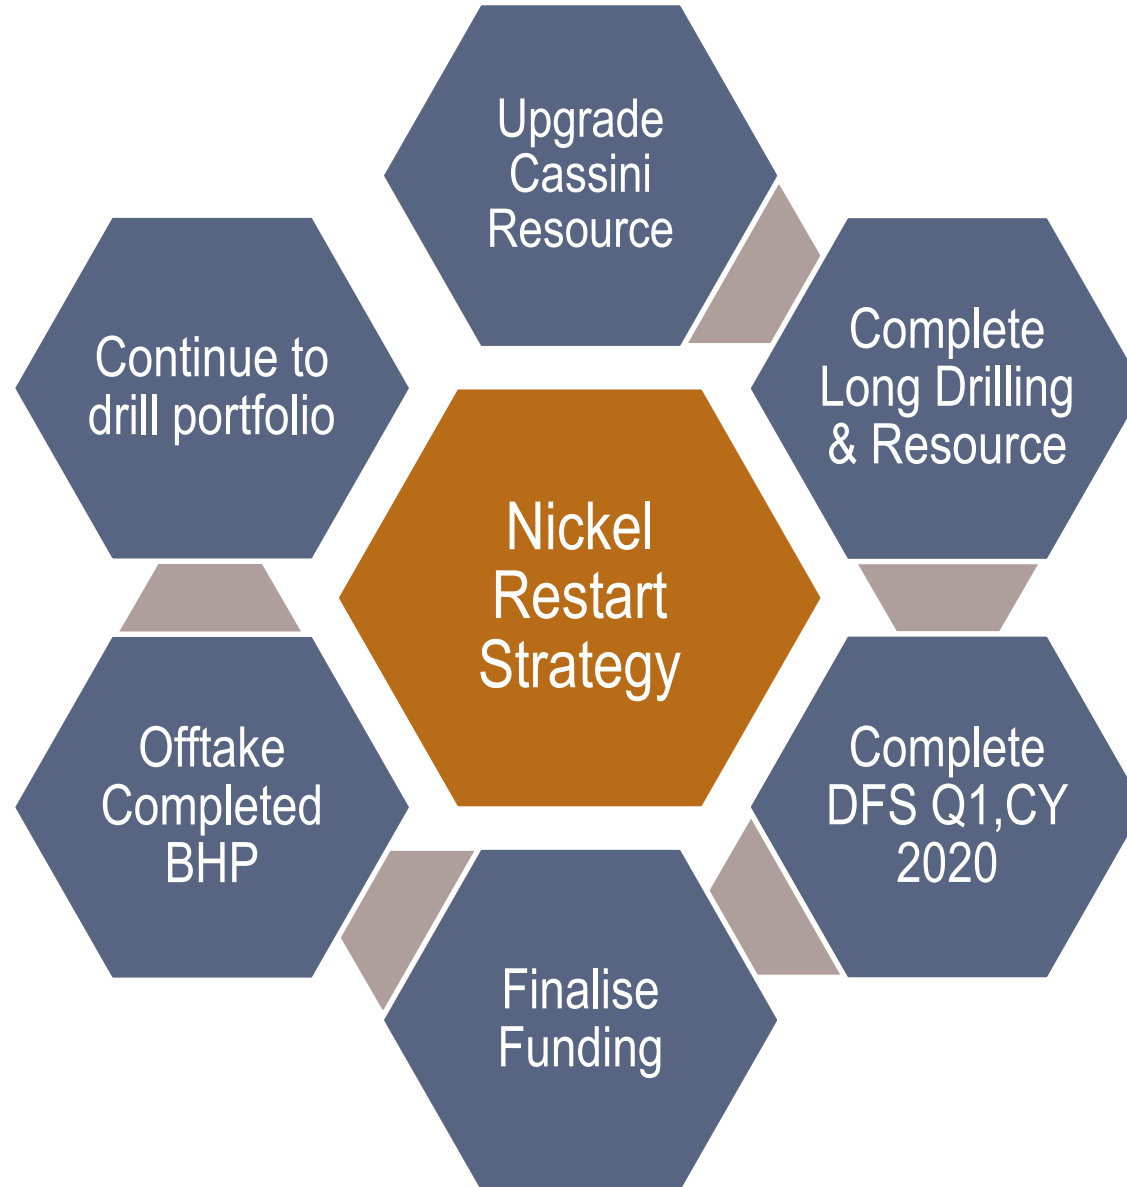 Upgrade
Cassini
Resource
Complete
Long Drilling
& Resource
Complete
DFS Q1,CY
2020
Finalise
Funding
Offtake
Completed
BHP
Continue to
drill portfolio
Nickel
Restart
Strategy